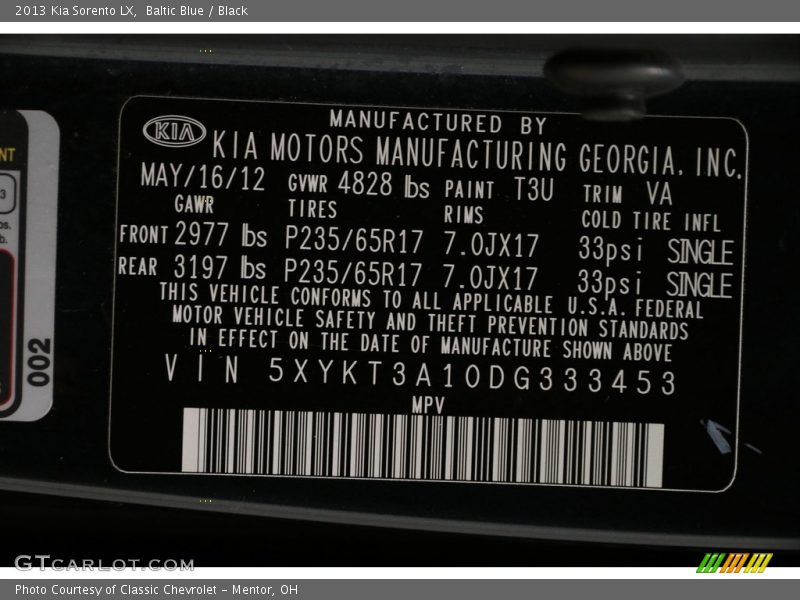 2013 Kia Sorento LX, Baltic Blue / Black
MANUFACTURED BY
KIA KIA MOTORS MANUFACTURING GEORGIA, INC.
MAY/16/12 GVWR 4828 lbs PAINT T3U TRIM VA
GAWR TIRES RIMS COLD TIRE INFL
FRONT 2977 lbs P235/65R17 7.0JX17 33psi SINGLE
REAR 3197 lbs P235/65R17 7.0JX17 33psi SINGLE
THIS VEHICLE CONFORMS TO ALL APPLICABLE U.S.A. FEDERAL
MOTOR VEHICLE SAFETY AND THEFT PREVENTION STANDARDS
IN EFFECT ON THE DATE OF MANUFACTURE SHOWN ABOVE
VIN 5XYKT3A10DG333453
MPV
NT
3
os.
b.
002
GTCARLOT.COM
Photo Courtesy of Classic Chevrolet - Mentor, OH